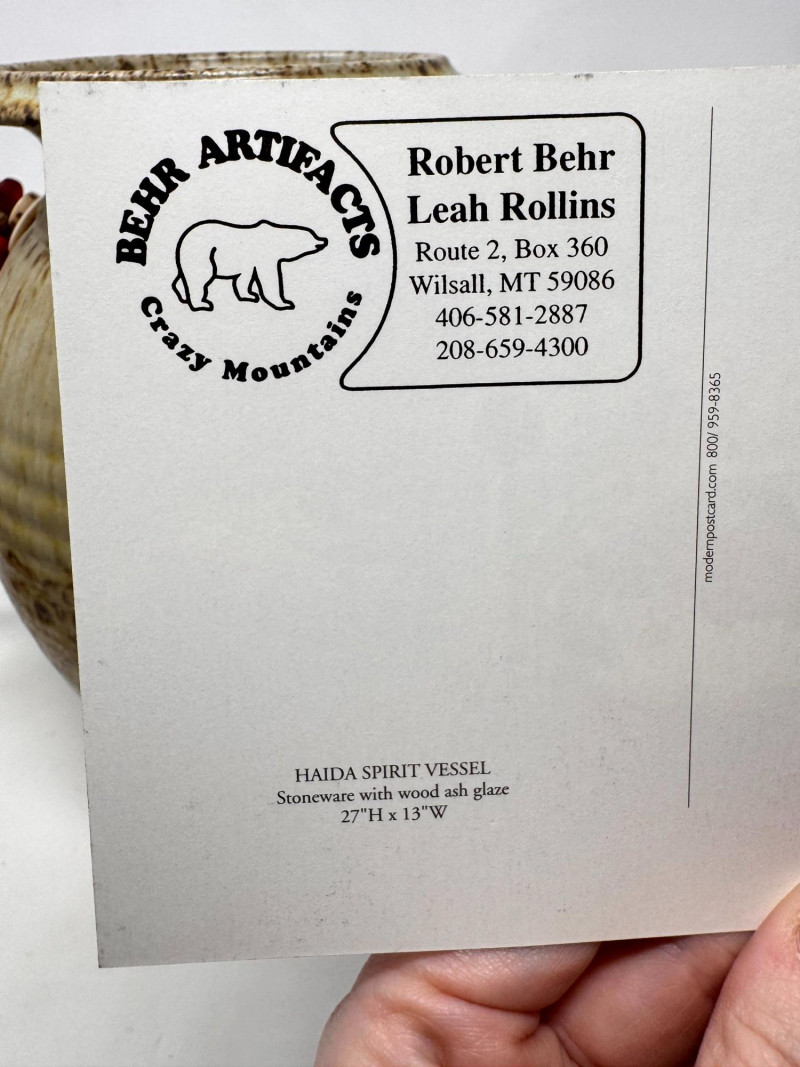 BEHR ARTIFACTS
Crazy Mountains
Robert Behr
Leah Rollins
Route 2, Box 360
Wilsall, MT 59086
406-581-2887
208-659-4300
modernpostcard.com 800/ 959-8365
HAIDA SPIRIT VESSEL
Stoneware with wood ash glaze
27"H x 13"W